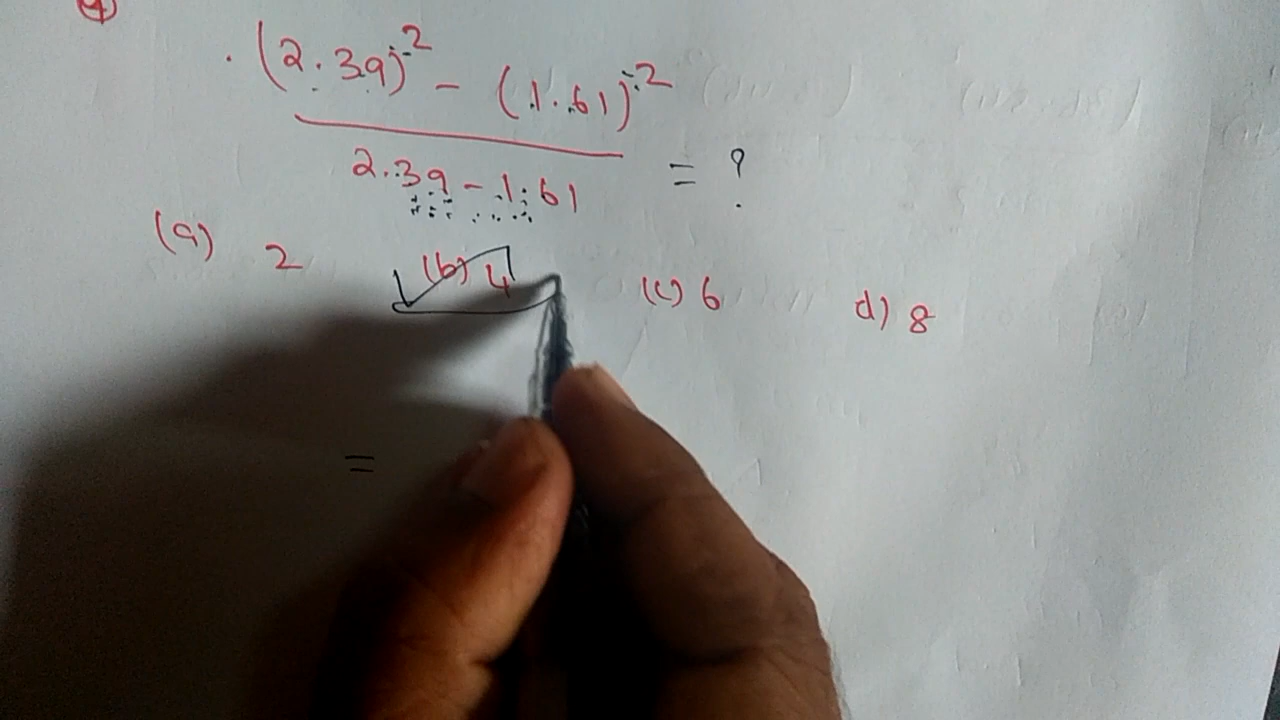 ④
(2.39)² - (1.61)²
2.39 - 1.61 = ?
(a) 2 (b) 4 (c) 6 d) 8
=